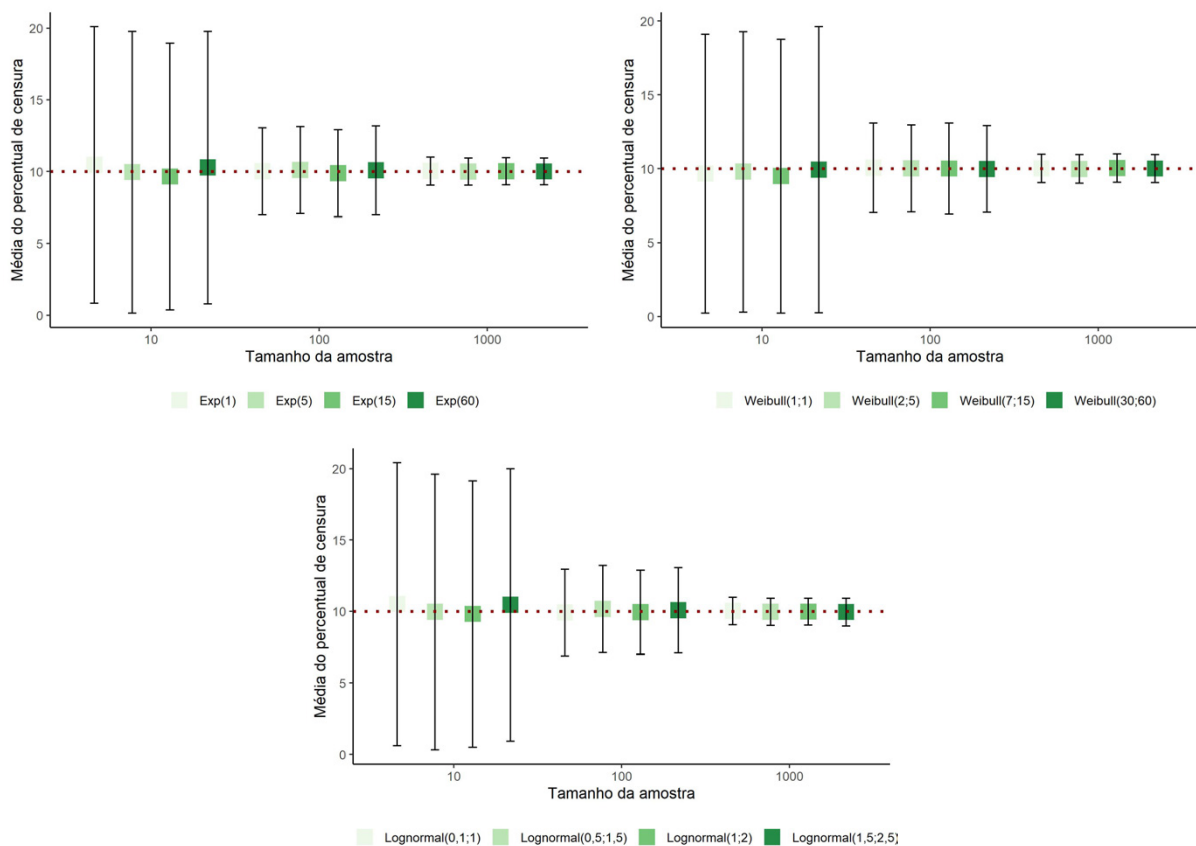 Média do percentual de censura
20
15
10
5
0
10 100 1000
Tamanho da amostra
Exp(1) Exp(5) Exp(15) Exp(60)
Média do percentual de censura
20
15
10
5
0
10 100 1000
Tamanho da amostra
Weibull(1;1) Weibull(2;5) Weibull(7;15) Weibull(30;60)
Média do percentual de censura
20
15
10
5
0
10 100 1000
Tamanho da amostra
Lognormal(0,1;1) Lognormal(0,5;1,5) Lognormal(1;2) Lognormal(1,5;2,5)